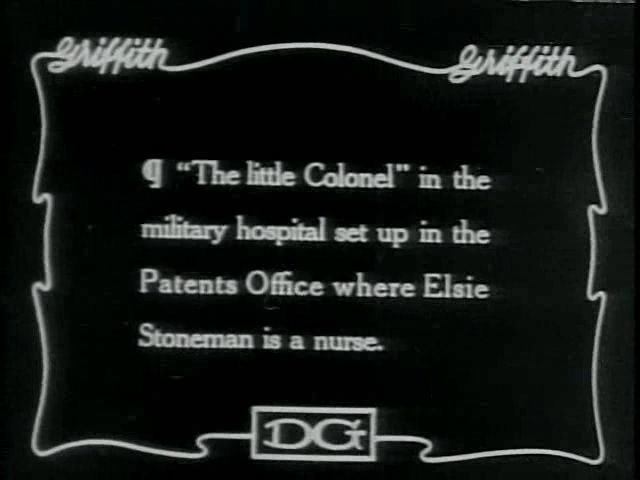 Griffith Griffith
¶ "The little Colonel" in the
military hospital set up in the
Patents Office where Elsie
Stoneman is a nurse.
DG